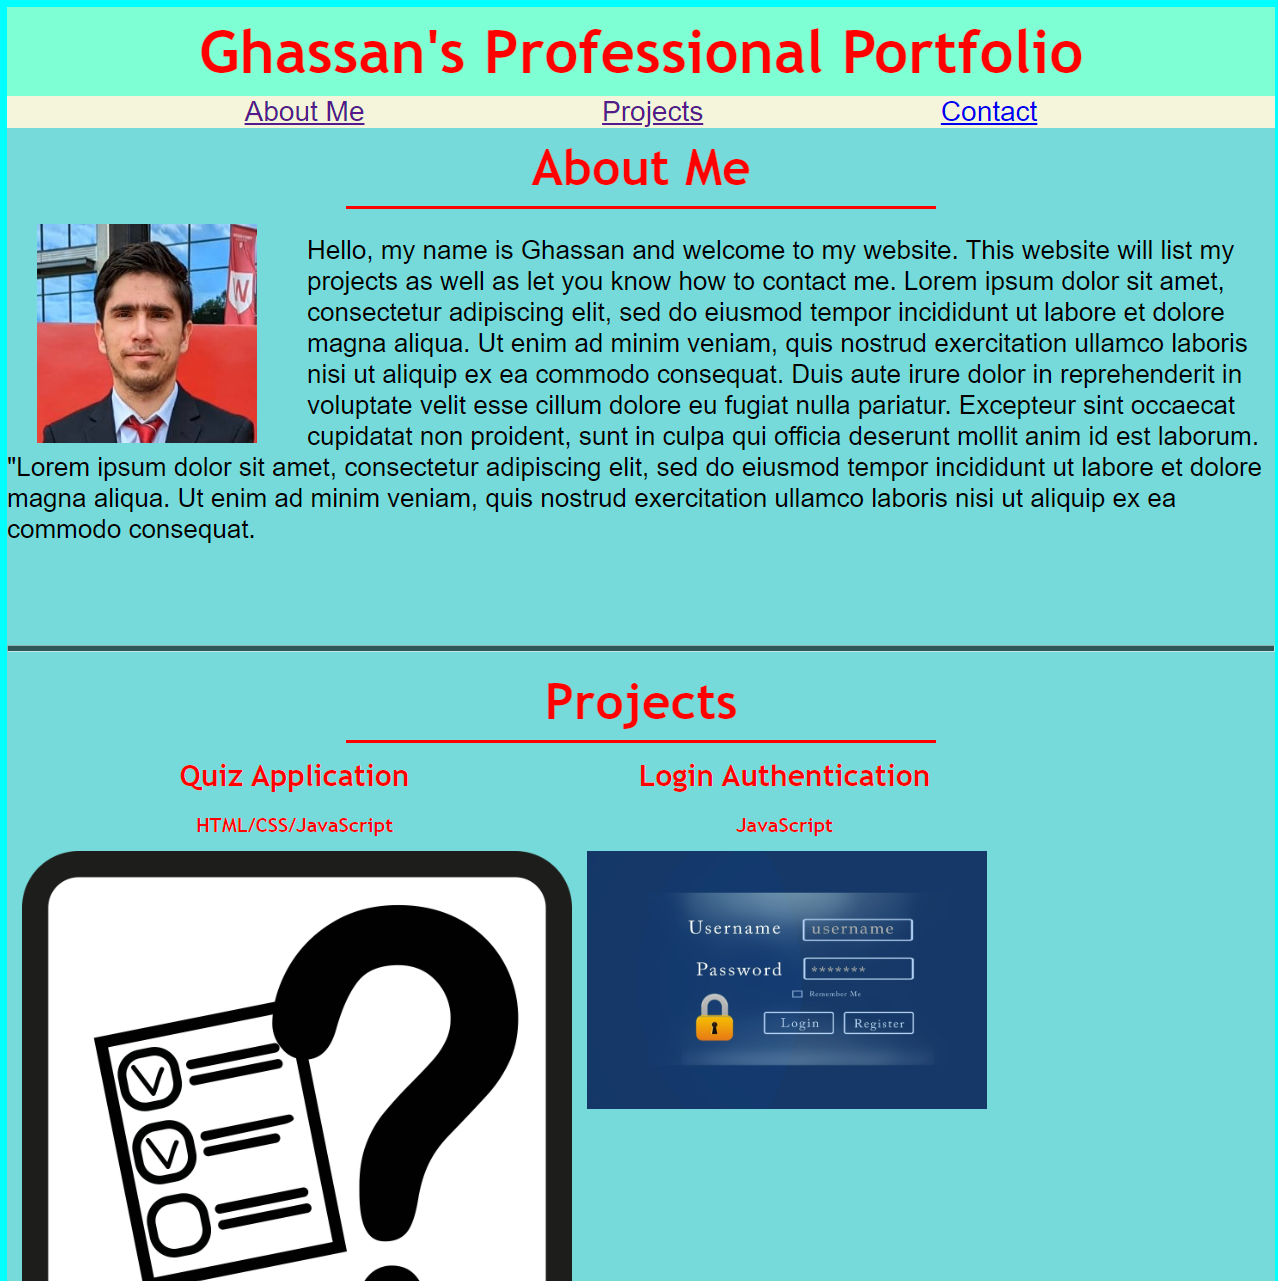 Ghassan's Professional Portfolio
About Me Projects Contact
About Me
W
Hello, my name is Ghassan and welcome to my website. This website will list my
projects as well as let you know how to contact me. Lorem ipsum dolor sit amet,
consectetur adipiscing elit, sed do eiusmod tempor incididunt ut labore et dolore
magna aliqua. Ut enim ad minim veniam, quis nostrud exercitation ullamco laboris
nisi ut aliquip ex ea commodo consequat. Duis aute irure dolor in reprehenderit in
voluptate velit esse cillum dolore eu fugiat nulla pariatur. Excepteur sint occaecat
cupidatat non proident, sunt in culpa qui officia deserunt mollit anim id est laborum.
"Lorem ipsum dolor sit amet, consectetur adipiscing elit, sed do eiusmod tempor incididunt ut labore et dolore
magna aliqua. Ut enim ad minim veniam, quis nostrud exercitation ullamco laboris nisi ut aliquip ex ea
commodo consequat.
Projects
Quiz Application
HTML/CSS/JavaScript
Login Authentication
JavaScript
Username username
Password *******
Remember Me
Login Register